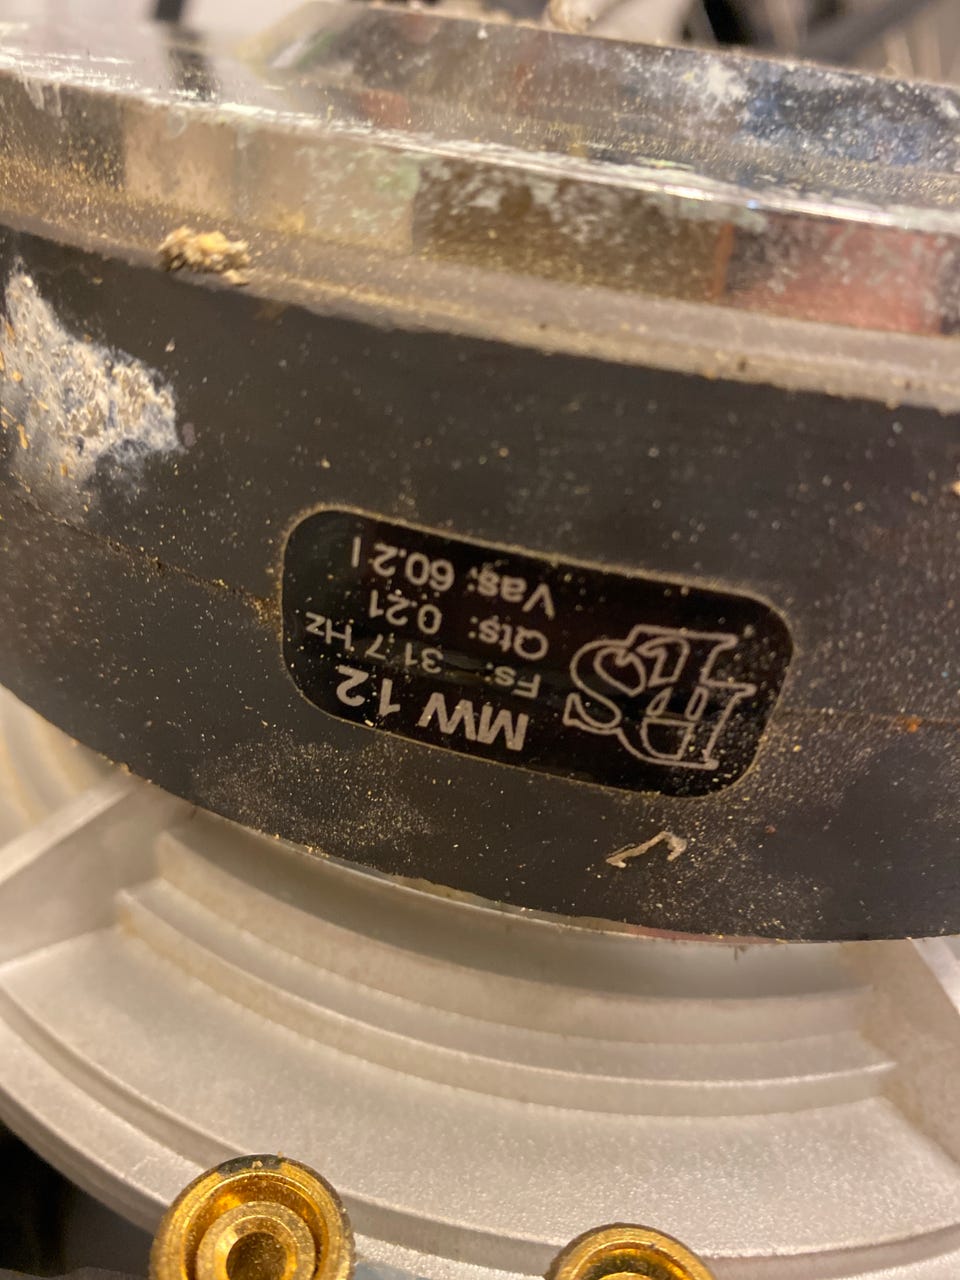 MW 12
Fs: 31.7 Hz
Qts: 0.21
Vas: 60.2 l